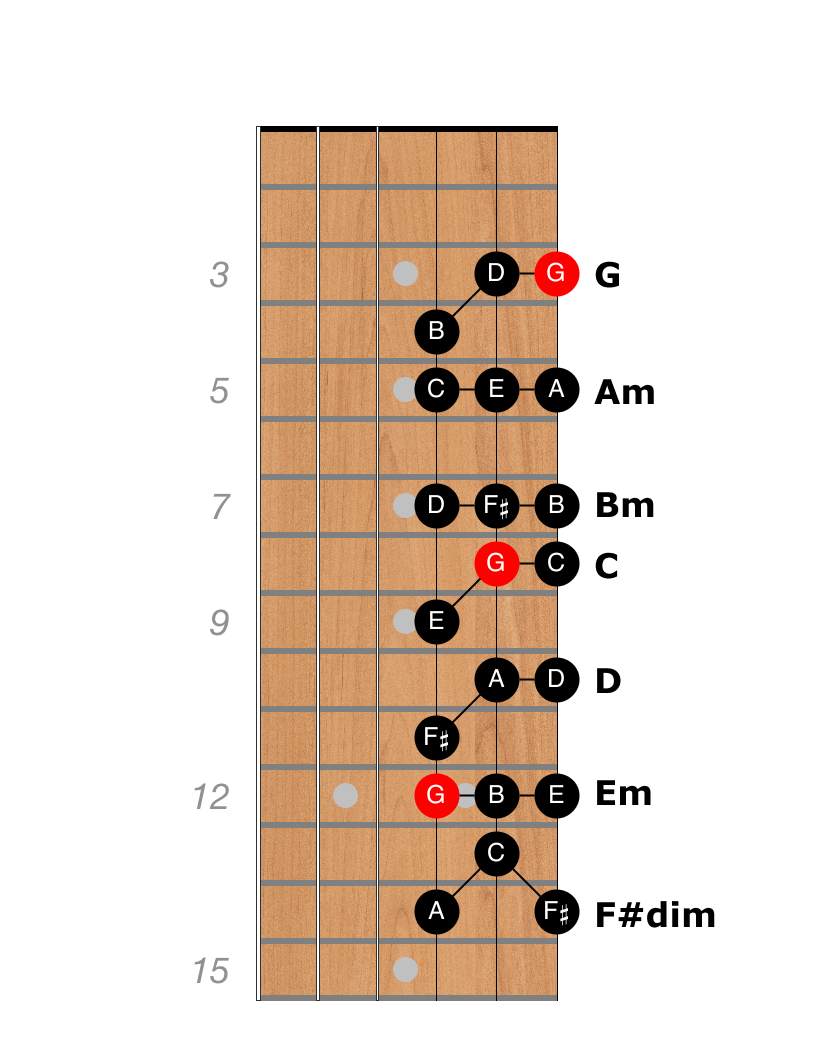 3 D G G
B
5 C E A Am
7 D F♯ B Bm
G C C
9 E
A D D
F♯
12 G B E Em
C
A F♯ F#dim
15